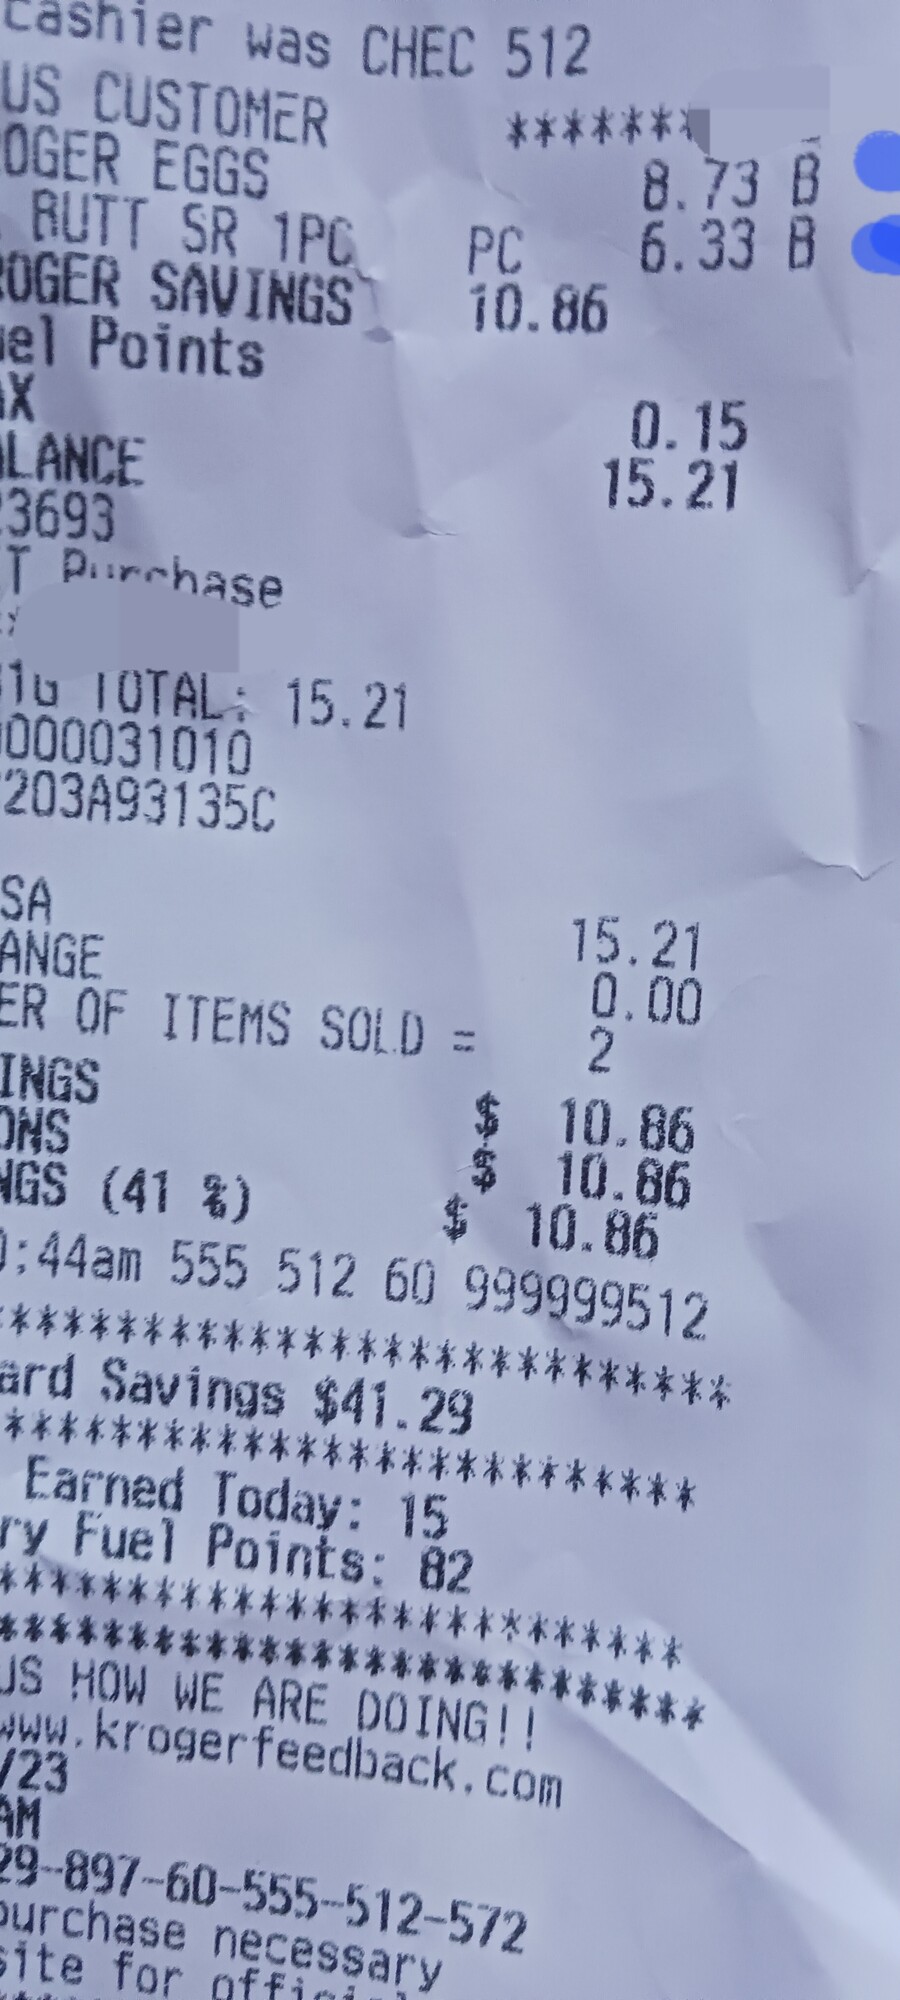 Cashier was CHEC 512
US CUSTOMER *******
OGER EGGS 8.73 B
BUTT SR 1PC PC 6.33 B
OGER SAVINGS 10.86
uel Points
AX 0.15
LANCE 15.21
3693
T Purchase
TOTAL: 15.21
000031010
203A93135C
SA 15.21
ANGE 0.00
ER OF ITEMS SOLD = 2
INGS $ 10.86
ONS $ 10.86
NGS (41 %) $ 10.86
:44am 555 512 60 999999512
***************************
ard Savings $41.29
**************************
Earned Today: 15
ry Fuel Points: 82
**************************
***************************
US HOW WE ARE DOING!!
www.krogerfeedback.com
/23
AM
29-897-60-555-512-572
purchase necessary
site for offici